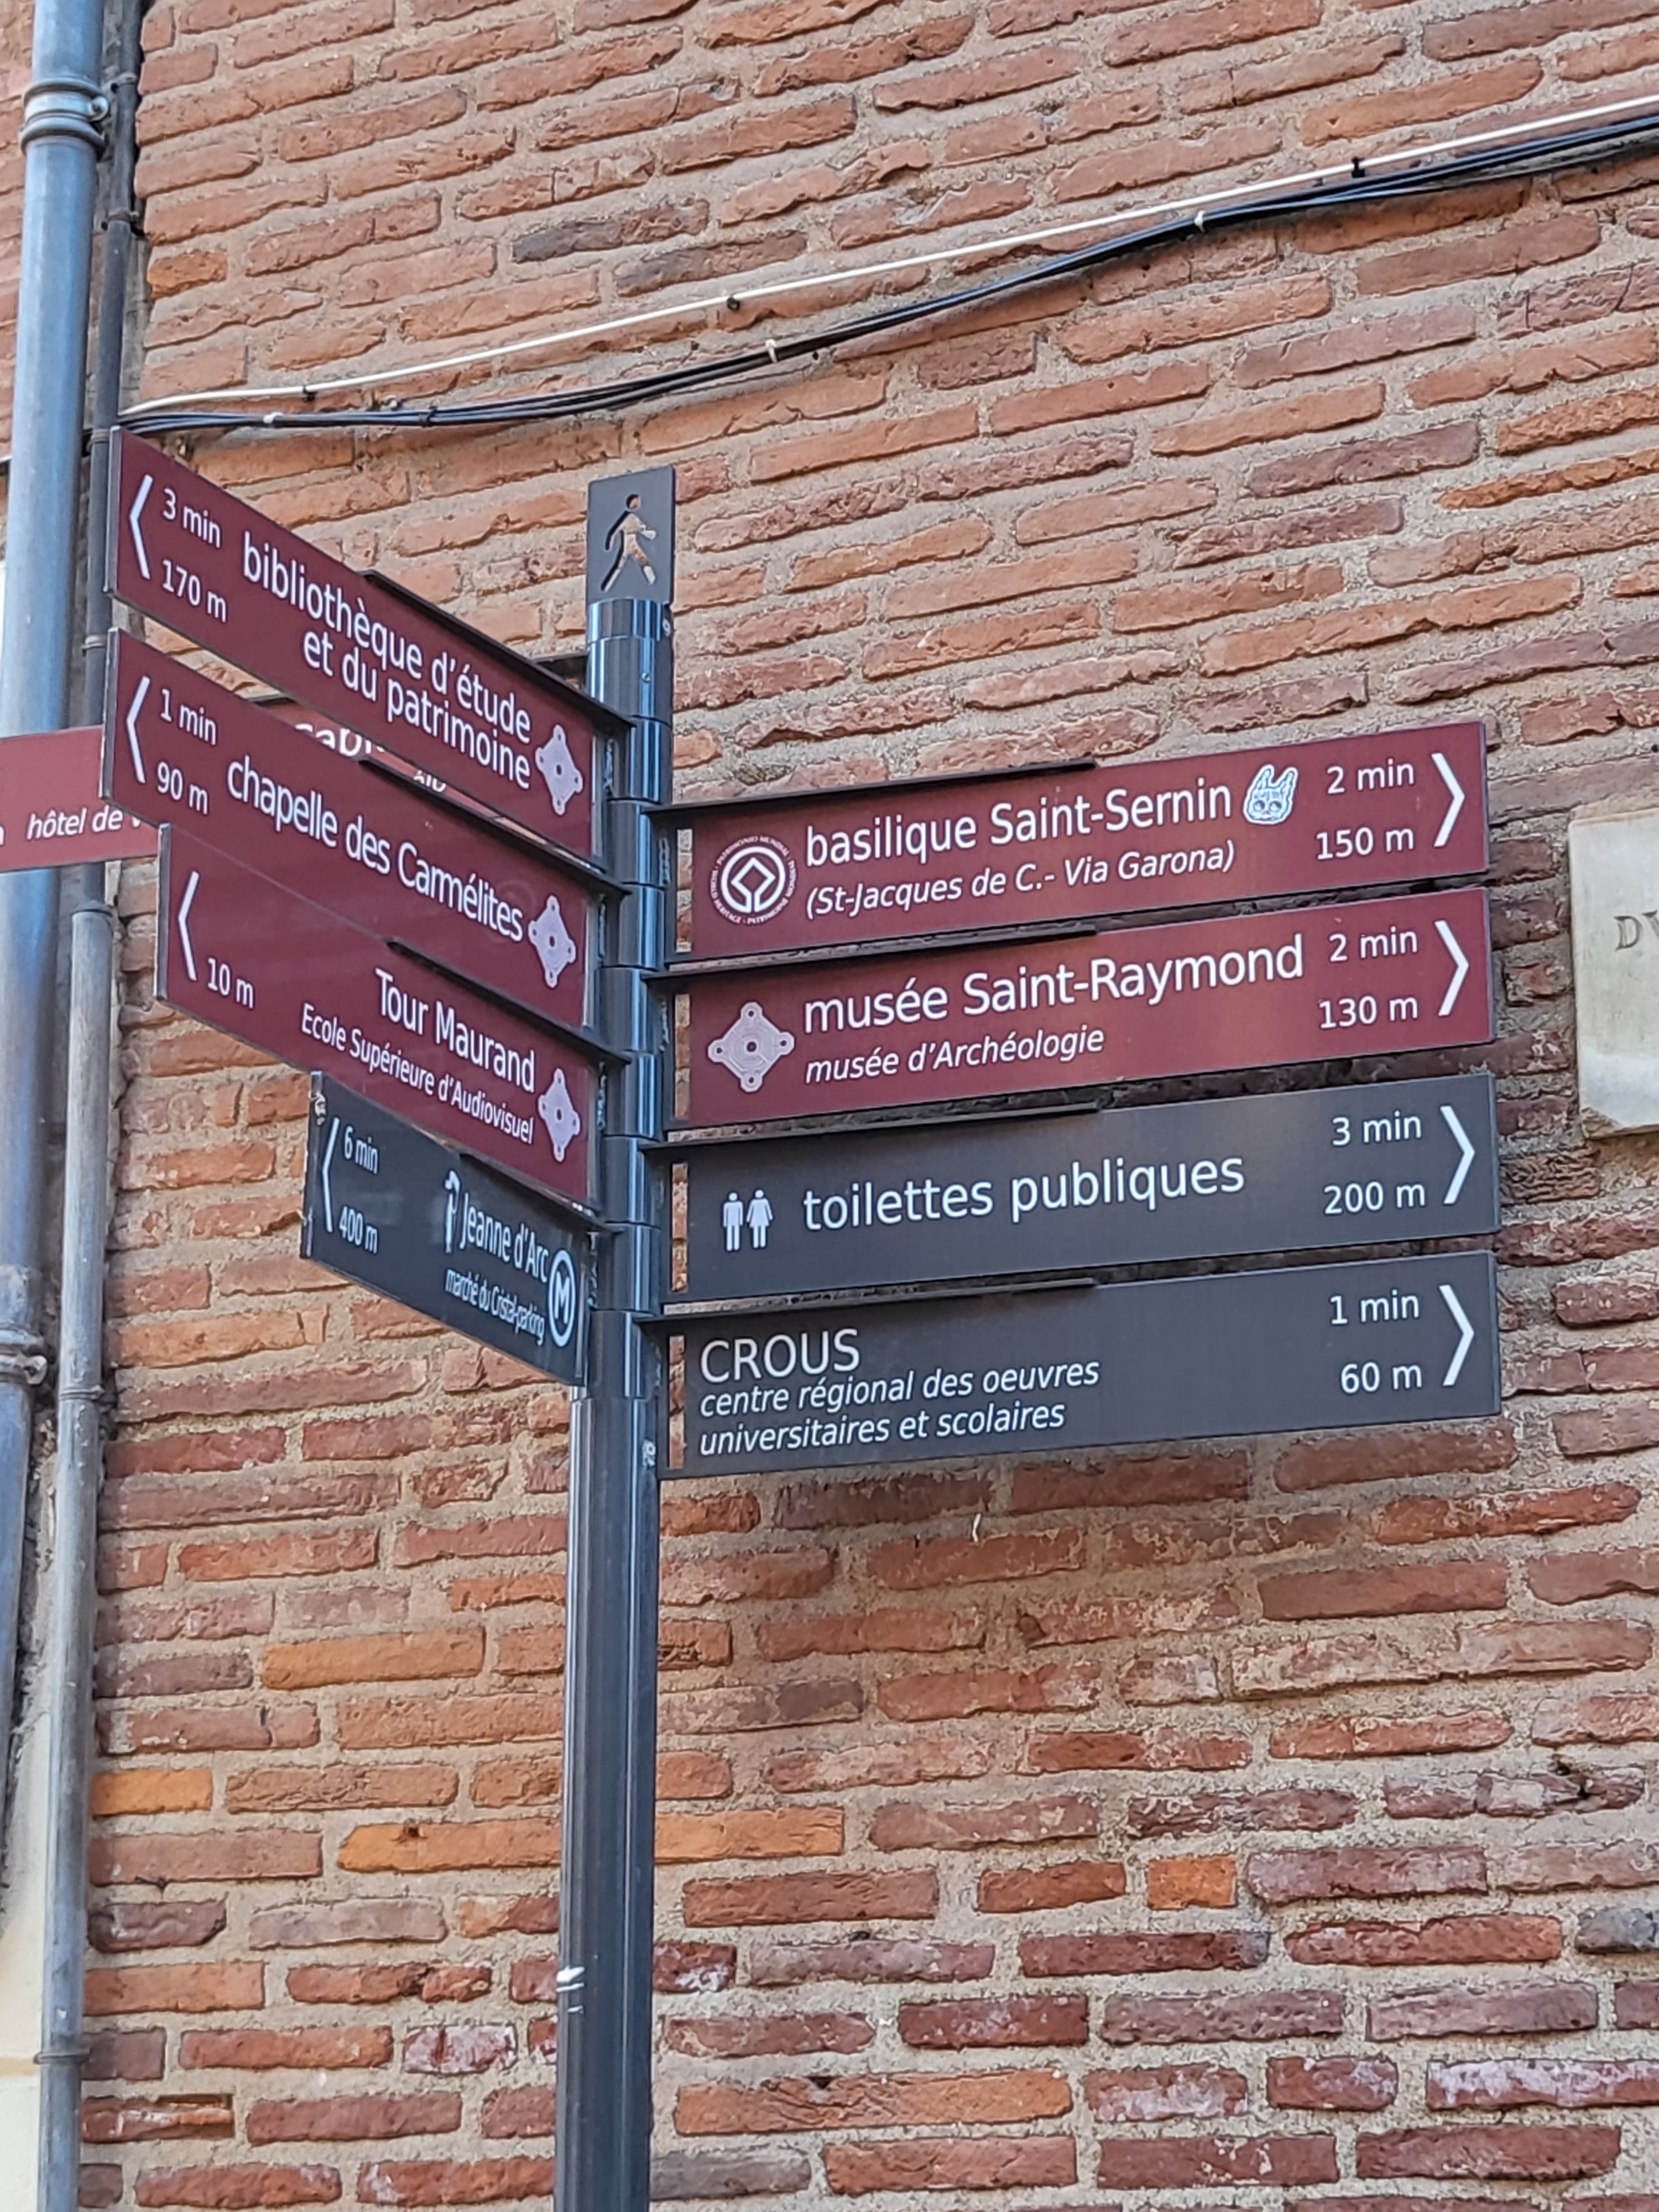 3 min
170 m
bibliothèque d'étude
et du patrimoine
1 min
90 m
chapelle des Carmélites
hôtel de
10 m
Tour Maurand
Ecole Supérieure d'Audiovisuel
6 min
400 m
Jeanne d'Arc
marché du Cristal-parking
M
basilique Saint-Sernin
(St-Jacques de C.- Via Garona)
2 min
150 m
musée Saint-Raymond
musée d'Archéologie
2 min
130 m
toilettes publiques
3 min
200 m
CROUS
centre régional des oeuvres
universitaires et scolaires
1 min
60 m